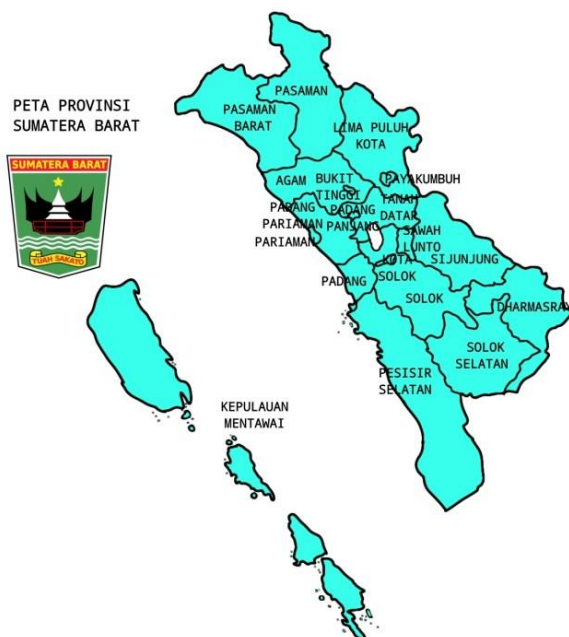 PETA PROVINSI
SUMATERA BARAT
SUMATERA BARAT
TUAH SAKATO
PASAMAN
PASAMAN
BARAT
LIMA PULUH
KOTA
AGAM
BUKIT
TINGGI
PAYAKUMBUH
TANAH
DATAR
PADANG
PARIAMAN
PARIAMAN
PADANG
PANJANG
SAWAH
LUNTO
SIJUNJUNG
KOTA
SOLOK
PADANG
SOLOK
DHARMASRAY
SOLOK
SELATAN
PESISIR
SELATAN
KEPULAUAN
MENTAWAI